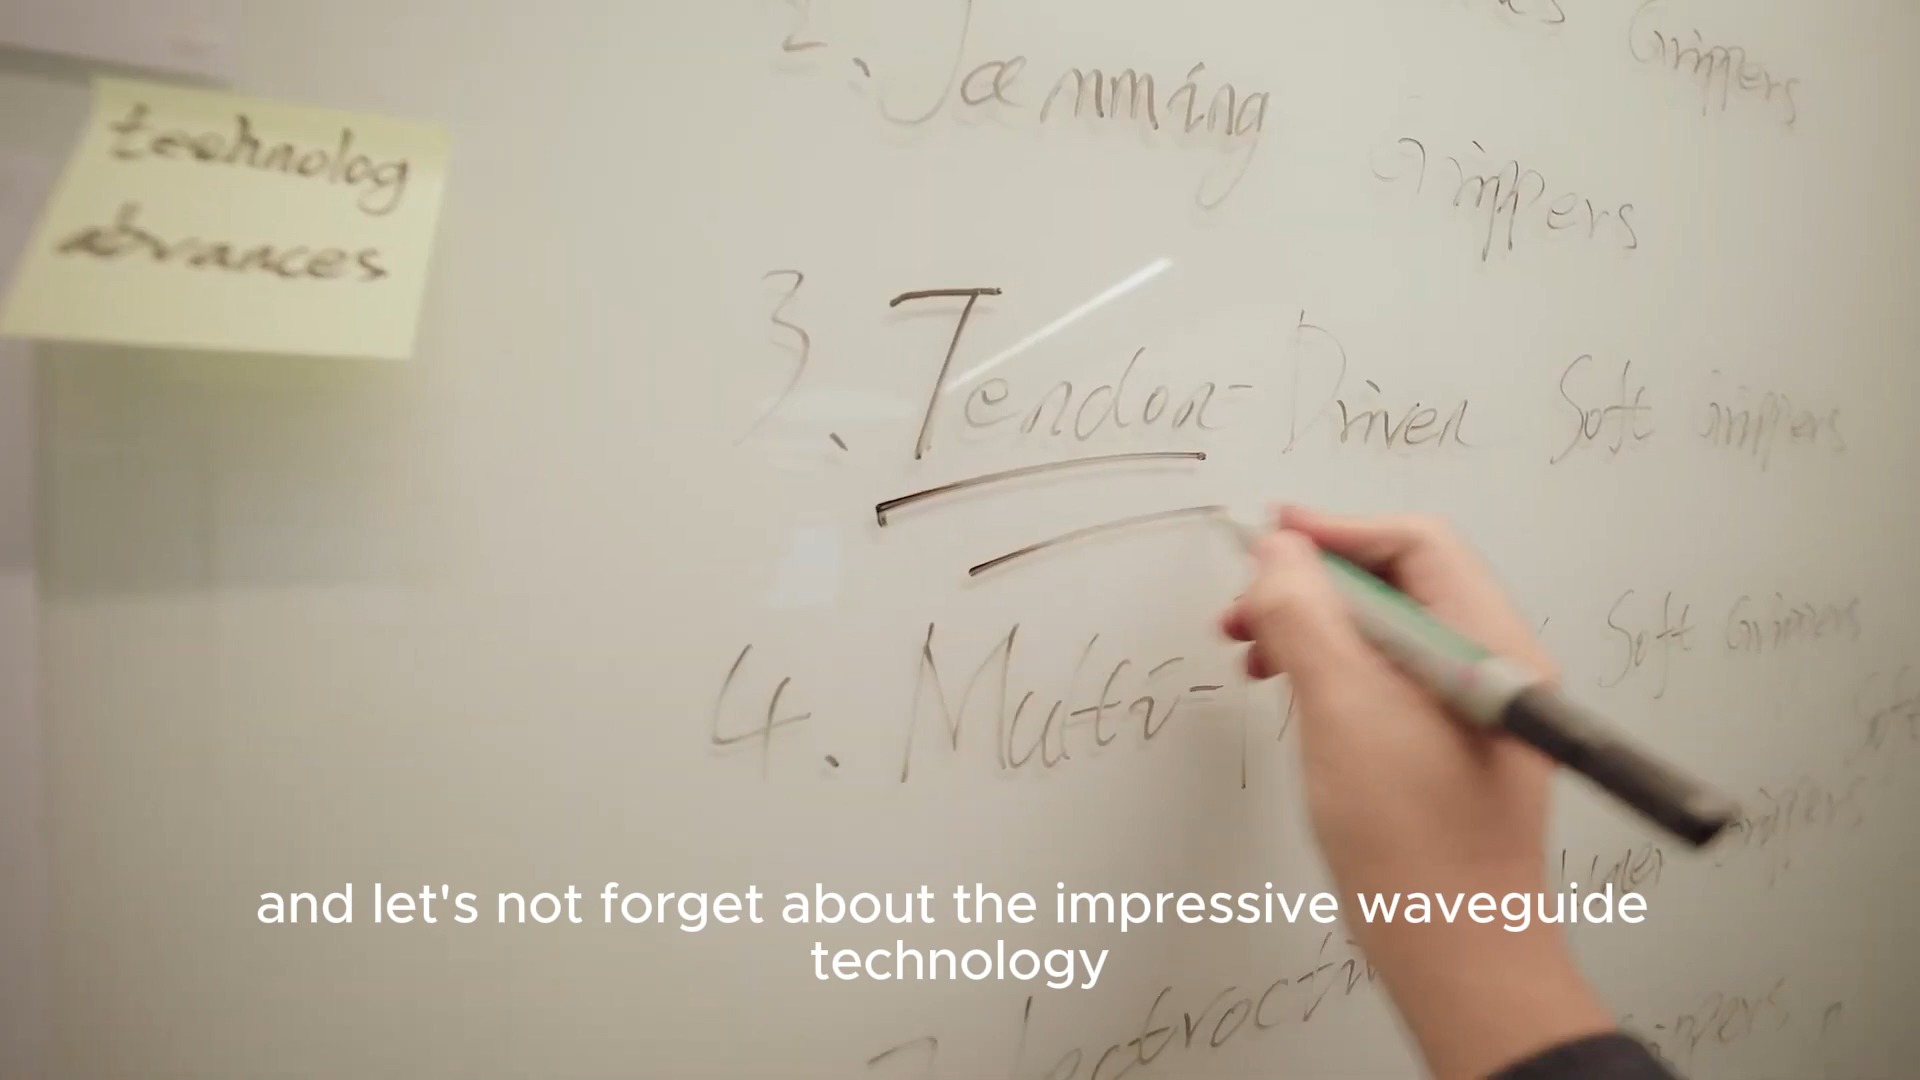 Grippers
2、Jamming Grippers
technolog
advances
3、Tendon-Driven Soft Grippers
4、Multi-
Soft Grippers
Grippers
and let's not forget about the impressive waveguide
technology